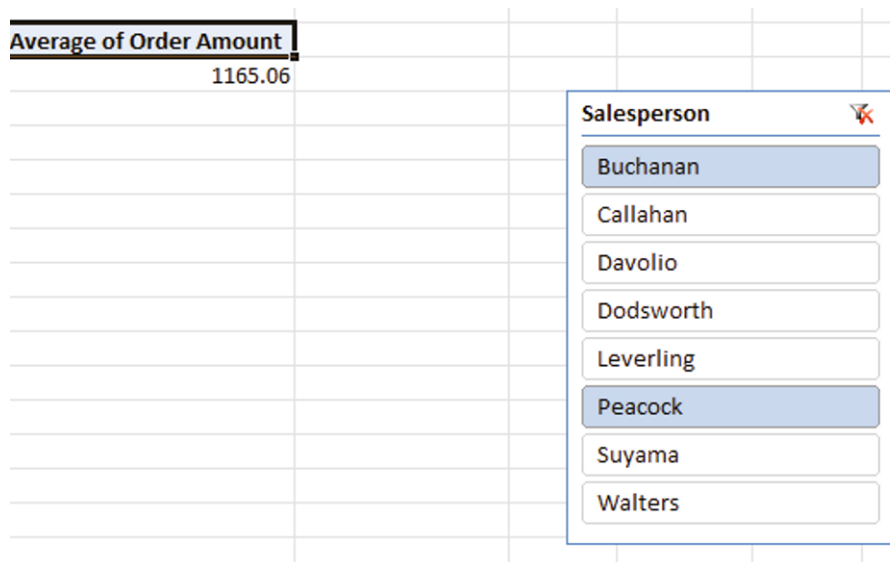 Average of Order Amount
1165.06
Salesperson
Buchanan
Callahan
Davolio
Dodsworth
Leverling
Peacock
Suyama
Walters